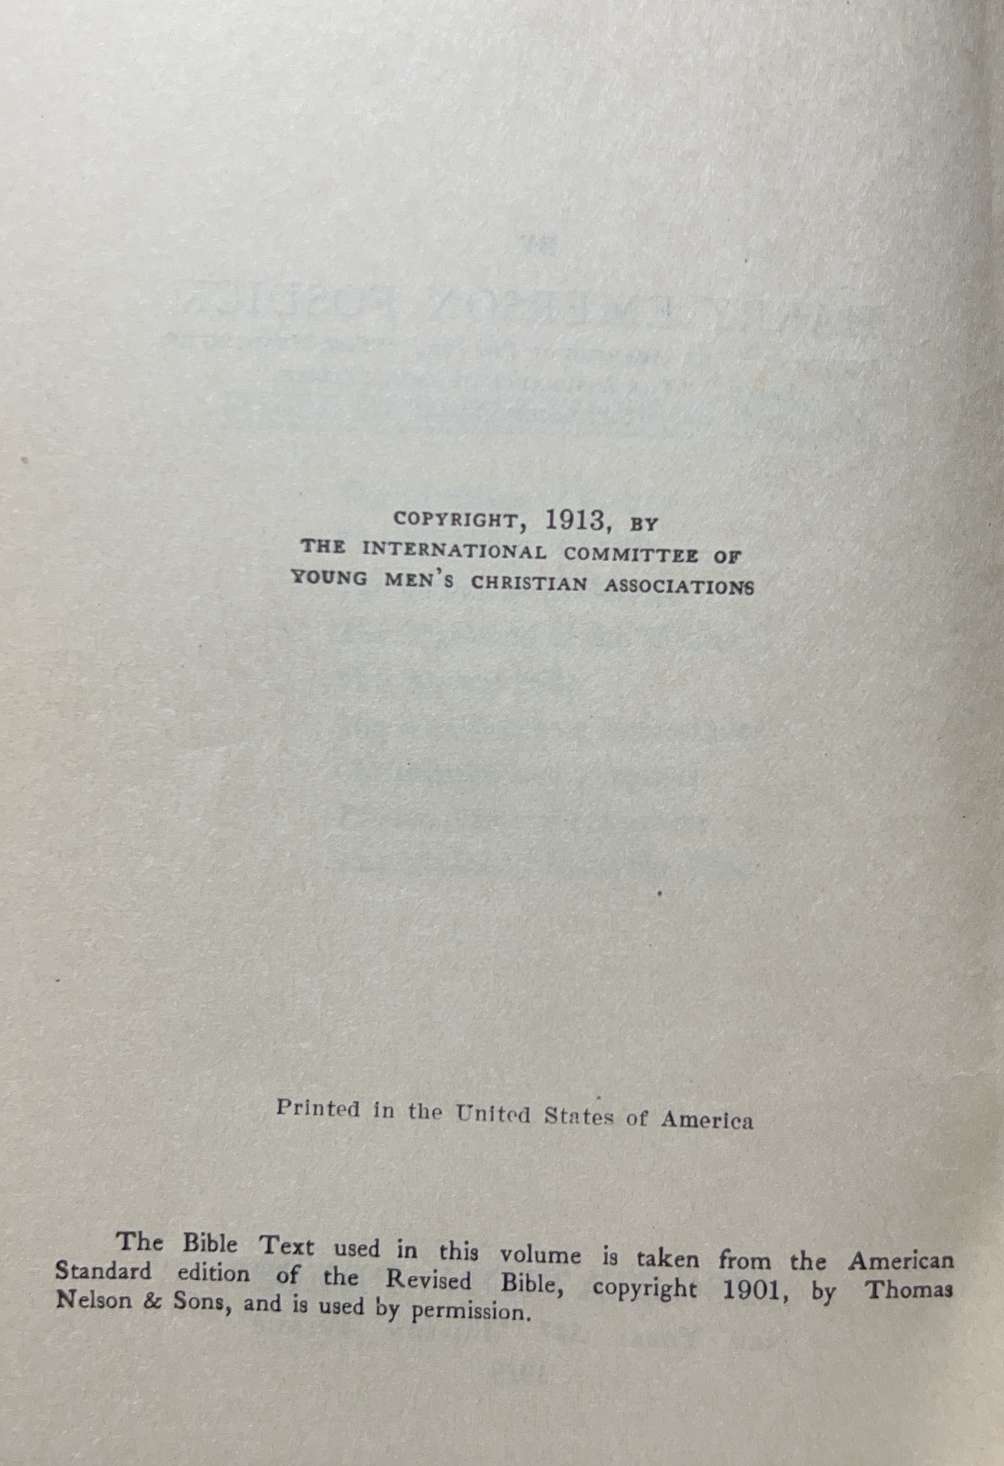 COPYRIGHT, 1913, BY
THE INTERNATIONAL COMMITTEE OF
YOUNG MEN'S CHRISTIAN ASSOCIATIONS
Printed in the United States of America
The Bible Text used in this volume is taken from the American
Standard edition of the Revised Bible, copyright 1901, by Thomas
Nelson & Sons, and is used by permission.